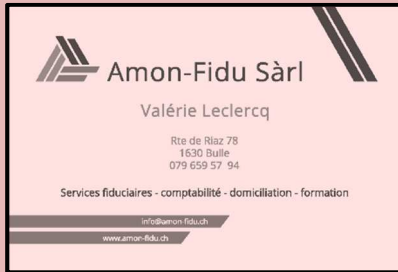 Amon-Fidu Sàrl
Valérie Leclercq
Rte de Riaz 78
1630 Bulle
079 659 57 94
Services fiduciaires - comptabilité - domiciliation - formation
info@amon-fidu.ch
www.amon-fidu.ch